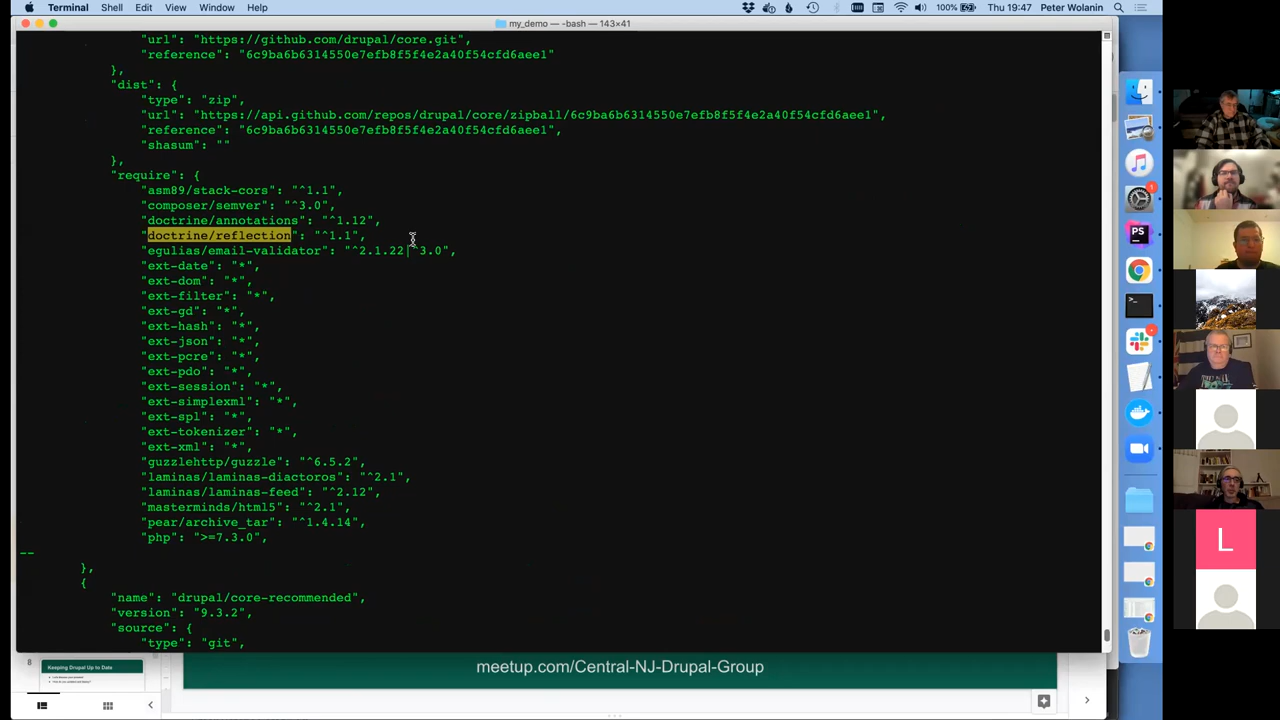 Terminal Shell Edit View Window Help 100% Thu 19:47 Peter Wolanin
my_demo — -bash — 143×41
"url": "https://github.com/drupal/core.git",
"reference": "6c9ba6b6314550e7efb8f5f4e2a40f54cfd6aee1"
},
"dist": {
"type": "zip",
"url": "https://api.github.com/repos/drupal/core/zipball/6c9ba6b6314550e7efb8f5f4e2a40f54cfd6aee1",
"reference": "6c9ba6b6314550e7efb8f5f4e2a40f54cfd6aee1",
"shasum": ""
},
"require": {
"asm89/stack-cors": "^1.1",
"composer/semver": "^3.0",
"doctrine/annotations": "^1.12",
"doctrine/reflection": "^1.1",
"egulias/email-validator": "^2.1.22|^3.0",
"ext-date": "*",
"ext-dom": "*",
"ext-filter": "*",
"ext-gd": "*",
"ext-hash": "*",
"ext-json": "*",
"ext-pcre": "*",
"ext-pdo": "*",
"ext-session": "*",
"ext-simplexml": "*",
"ext-spl": "*",
"ext-tokenizer": "*",
"ext-xml": "*",
"guzzlehttp/guzzle": "^6.5.2",
"laminas/laminas-diactoros": "^2.1",
"laminas/laminas-feed": "^2.12",
"masterminds/html5": "^2.1",
"pear/archive_tar": "^1.4.14",
"php": ">=7.3.0",
--
},
{
"name": "drupal/core-recommended",
"version": "9.3.2",
"source": {
"type": "git",
8
Keeping Drupal Up to Date
meetup.com/Central-NJ-Drupal-Group
PS
L